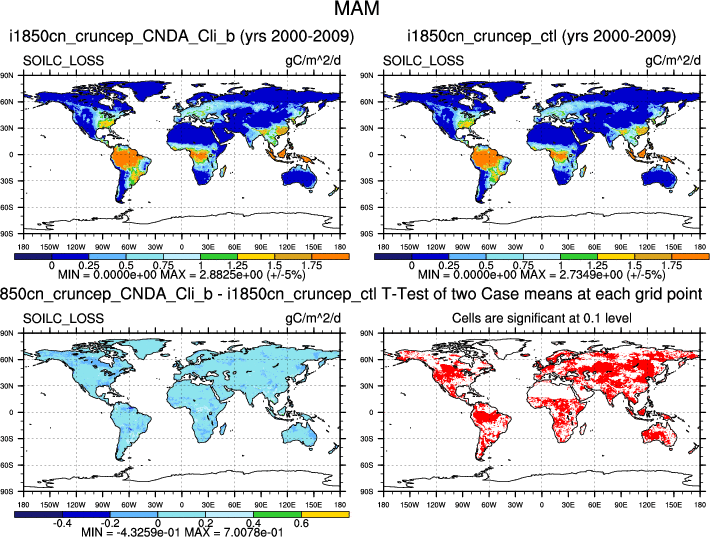 MAM
i1850cn_cruncep_CNDA_Cli_b (yrs 2000-2009)
i1850cn_cruncep_ctl (yrs 2000-2009)
SOILC_LOSS gC/m^2/d
SOILC_LOSS gC/m^2/d
90N
60N
30N
0
30S
60S
90S
180 150W 120W 90W 60W 30W 0 30E 60E 90E 120E 150E 180
0 0.25 0.5 0.75 1 1.25 1.5 1.75
MIN = 0.0000e+00 MAX = 2.8825e+00 (+/-5%)
90N
60N
30N
0
30S
60S
90S
180 150W 120W 90W 60W 30W 0 30E 60E 90E 120E 150E 180
0 0.25 0.5 0.75 1 1.25 1.5 1.75
MIN = 0.0000e+00 MAX = 2.7349e+00 (+/-5%)
850cn_cruncep_CNDA_Cli_b - i1850cn_cruncep_ctl
T-Test of two Case means at each grid point
SOILC_LOSS gC/m^2/d
Cells are significant at 0.1 level
90N
60N
30N
0
30S
60S
90S
180 150W 120W 90W 60W 30W 0 30E 60E 90E 120E 150E 180
-0.4 -0.2 0 0.2 0.4 0.6
MIN = -4.3259e-01 MAX = 7.0078e-01
90N
60N
30N
0
30S
60S
90S
180 150W 120W 90W 60W 30W 0 30E 60E 90E 120E 150E 180